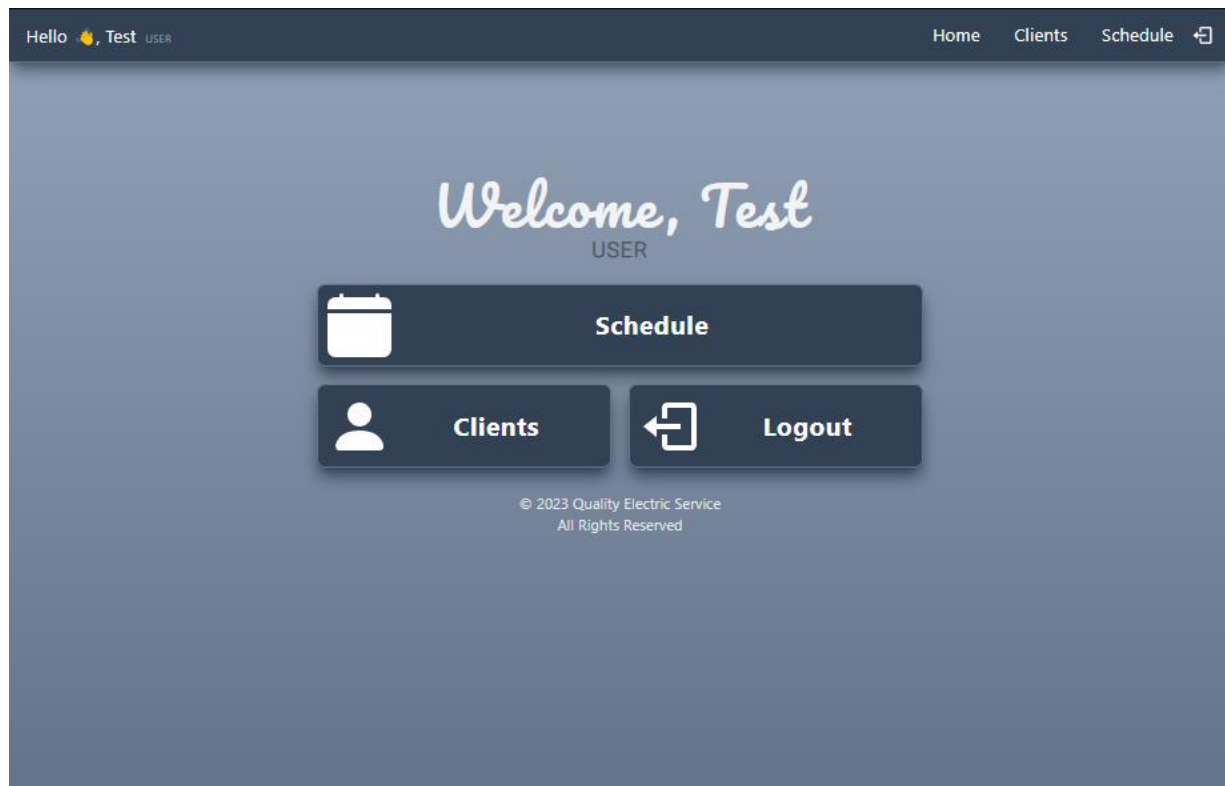 Hello 👋, Test USER
Home Clients Schedule
Welcome, Test
USER
Schedule
Clients Logout
© 2023 Quality Electric Service
All Rights Reserved